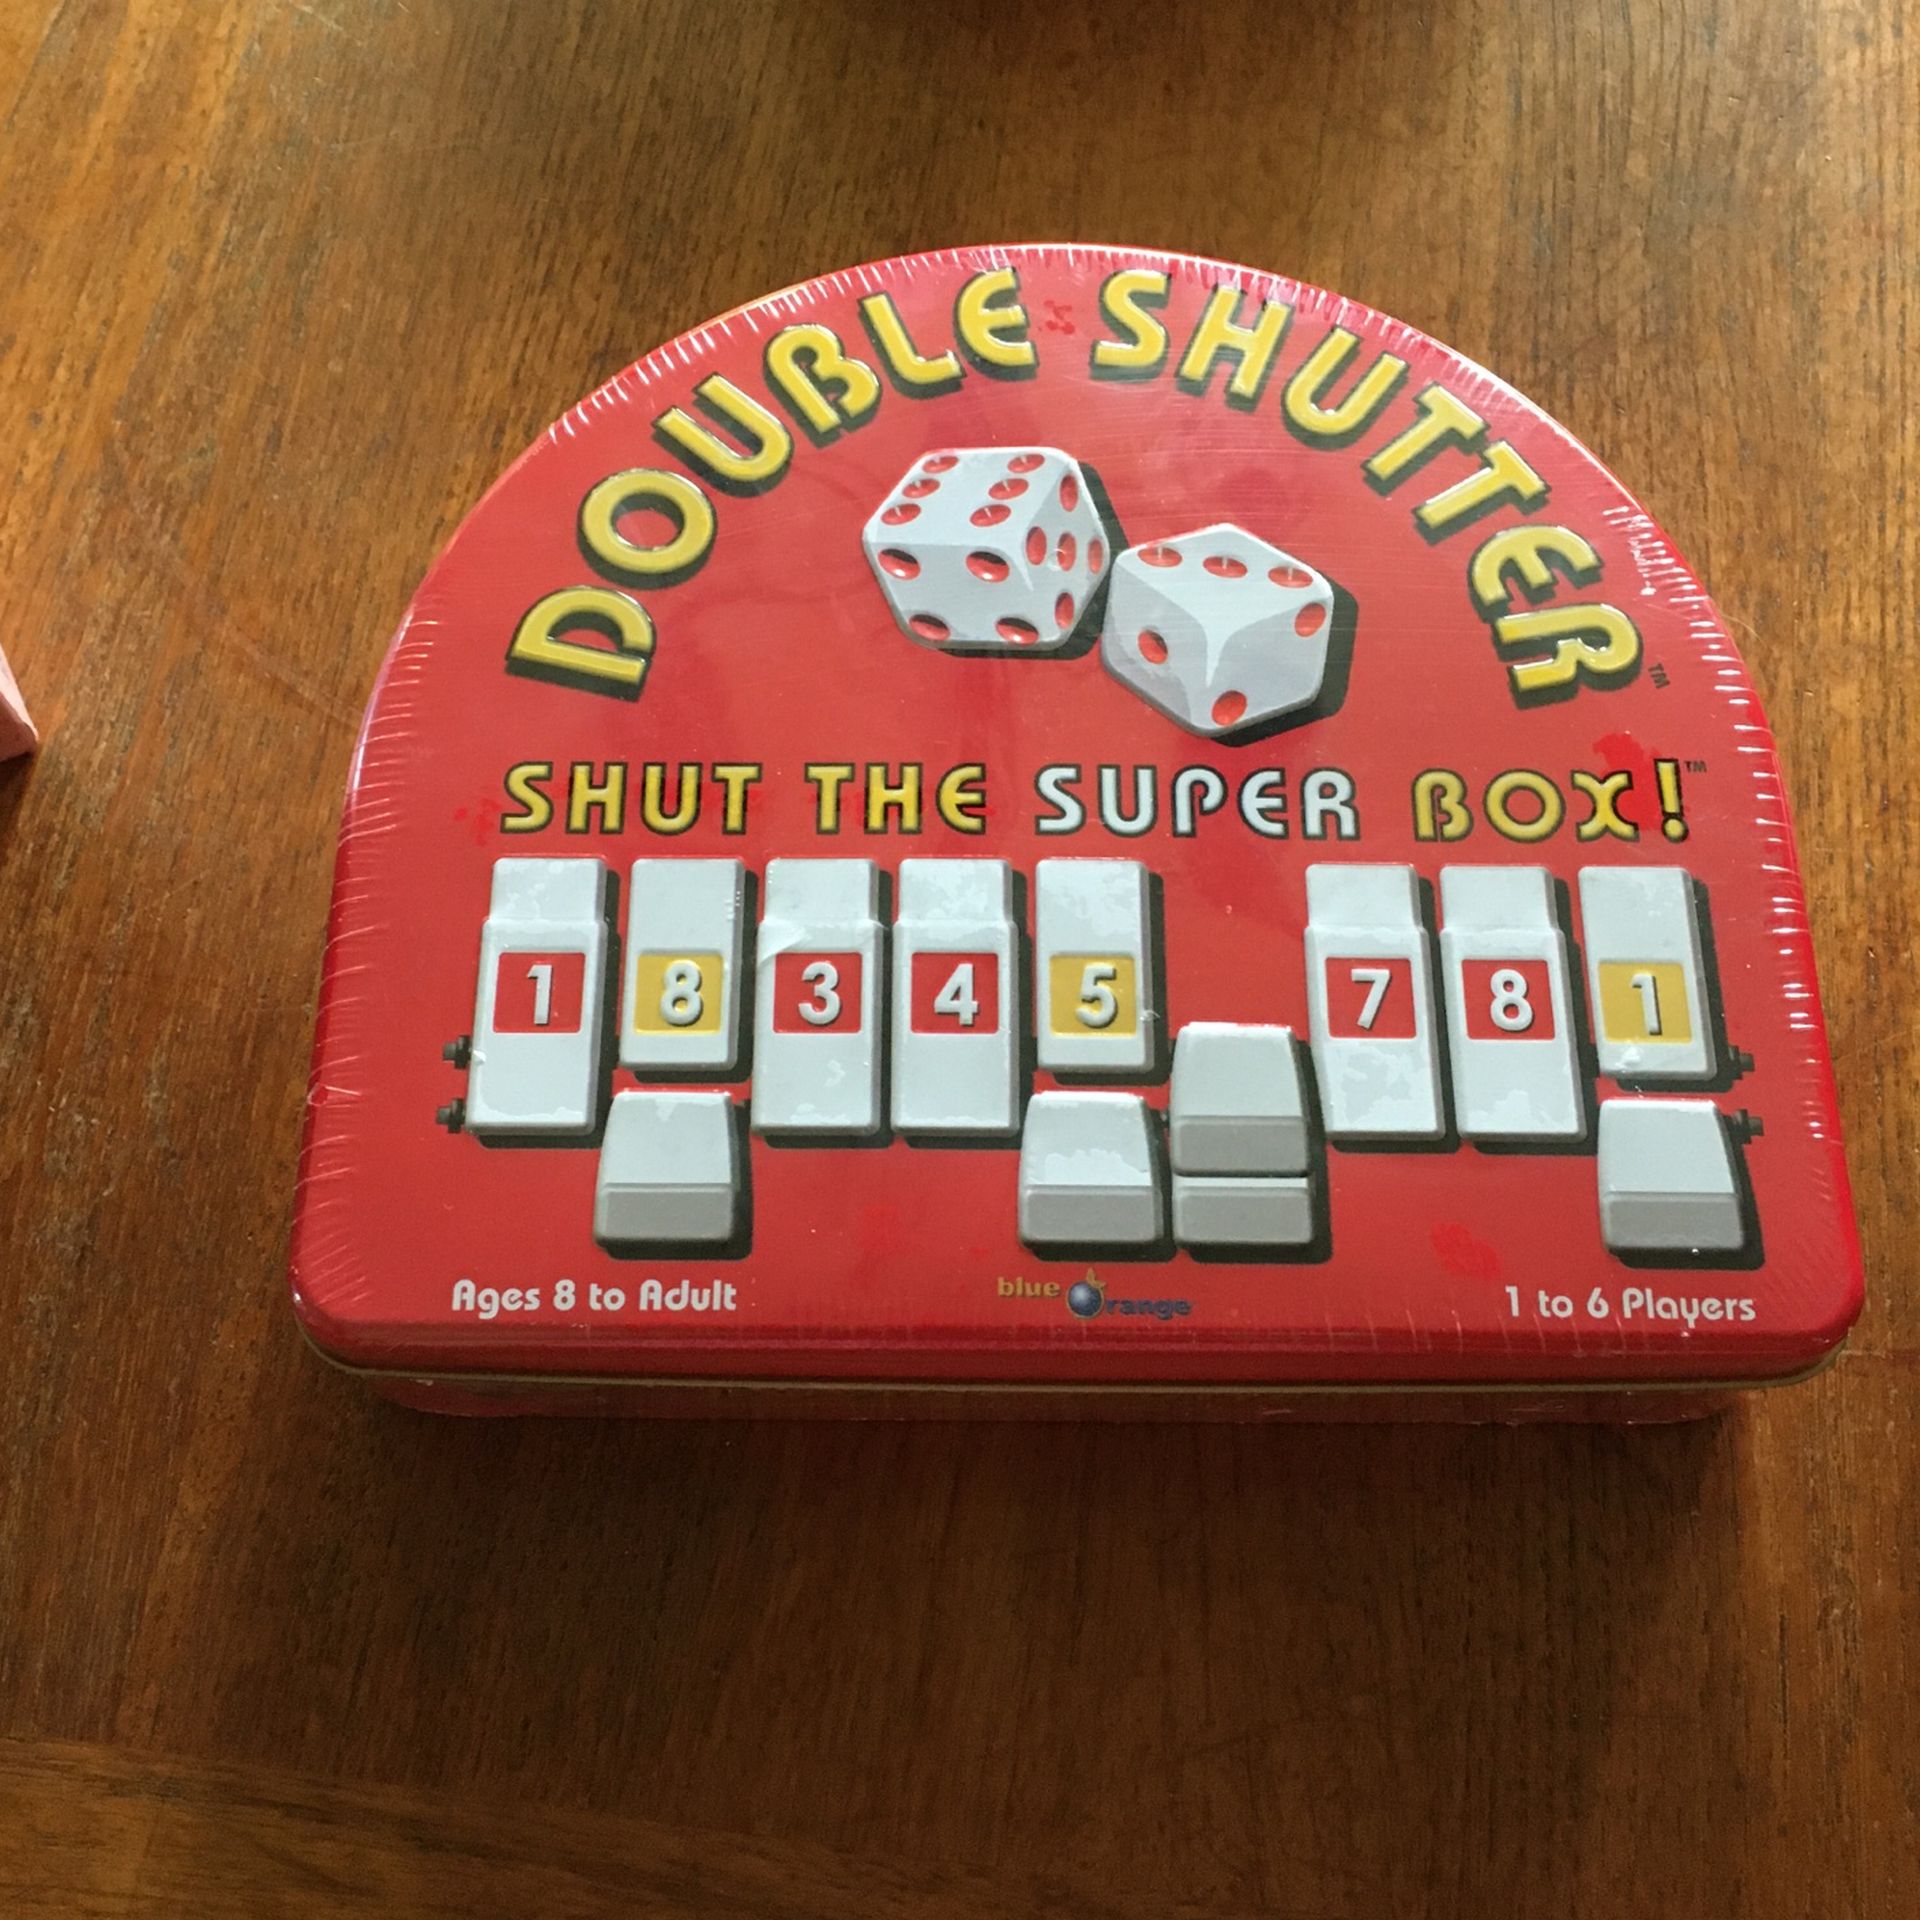 DOUBLE SHUTTER™
SHUT THE SUPER BOX!™
1 8 3 4 5 7 8 1
Ages 8 to Adult
blue Orange
1 to 6 Players